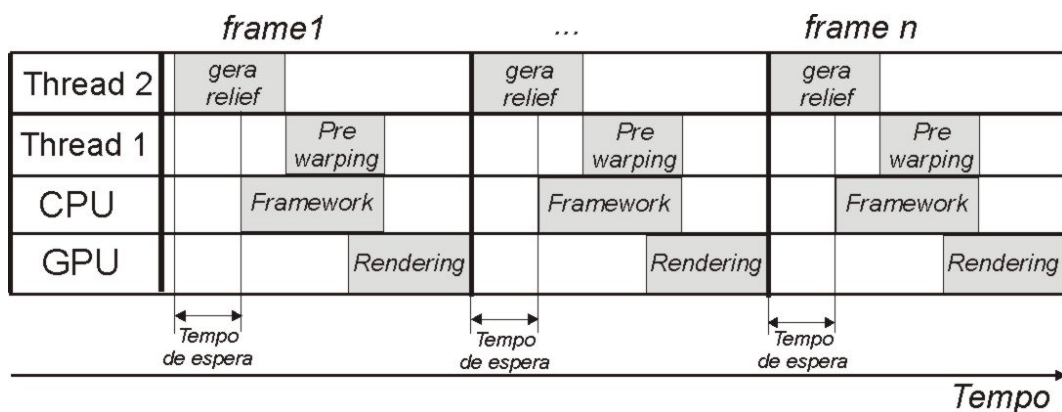 frame1 ... frame n
Thread 2 gera gera gera
relief relief relief
Thread 1 Pre Pre Pre
warping warping warping
CPU Framework Framework Framework
GPU Rendering Rendering Rendering
Tempo Tempo Tempo
de espera de espera de espera
Tempo